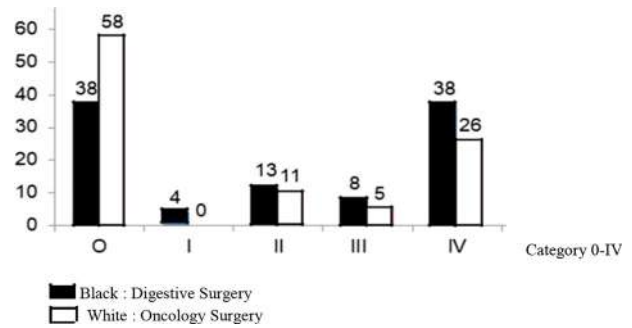 60
50
40
30
20
10
0
38
58
4
0
13
11
8
5
38
26
O
I
II
III
IV
Category 0-IV
Black : Digestive Surgery
White : Oncology Surgery